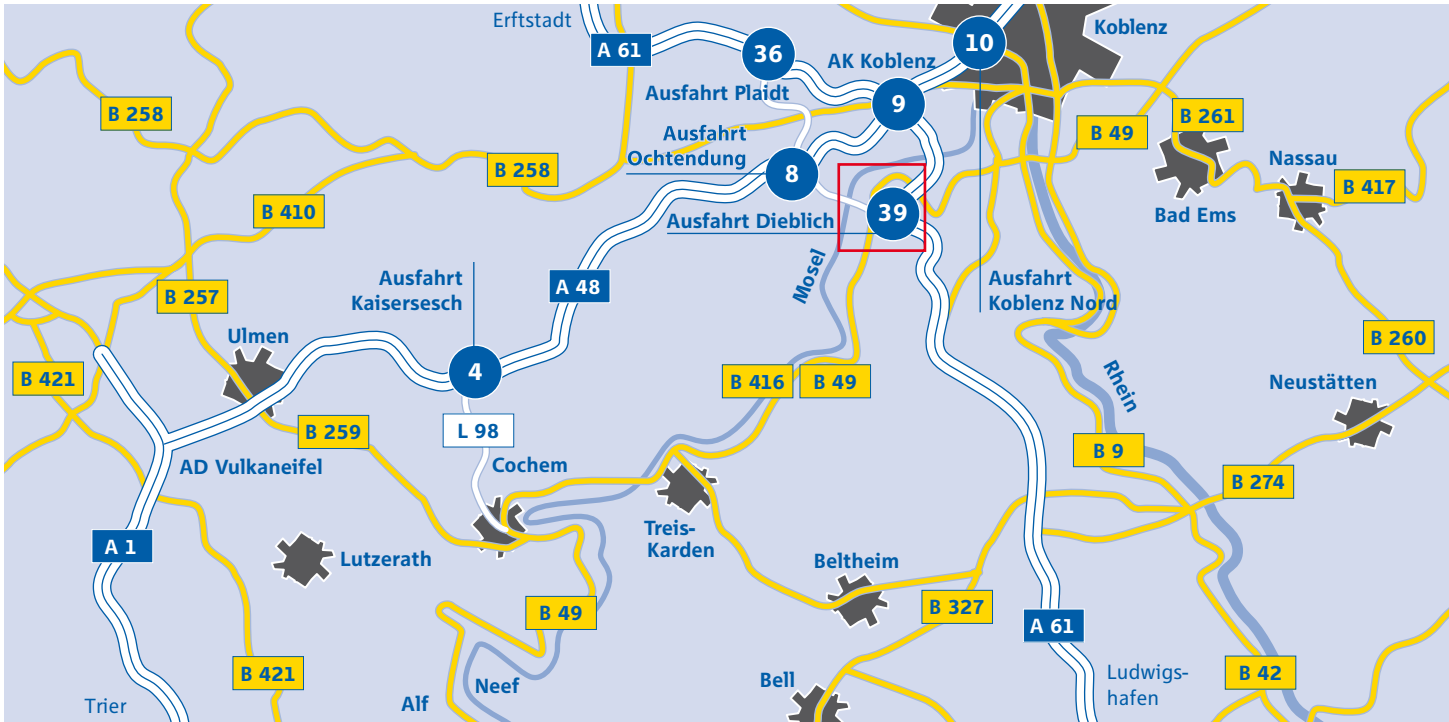 Erftstadt
A 61
36
AK Koblenz
10
Koblenz
Ausfahrt Plaidt
9
B 258
Ausfahrt
Ochtendung
B 49
B 261
Nassau
B 258
8
B 417
B 410
Ausfahrt Dieblich
39
Bad Ems
Mosel
Ausfahrt
Kaisersesch
A 48
Ausfahrt
Koblenz Nord
B 257
Ulmen
B 260
B 421
4
B 416
B 49
Rhein
Neustätten
B 259
L 98
B 9
AD Vulkaneifel
Cochem
B 274
Treis-
Karden
A 1
Lutzerath
Beltheim
B 49
B 327
A 61
B 421
Neef
Bell
Ludwigs-
hafen
B 42
Trier
Alf